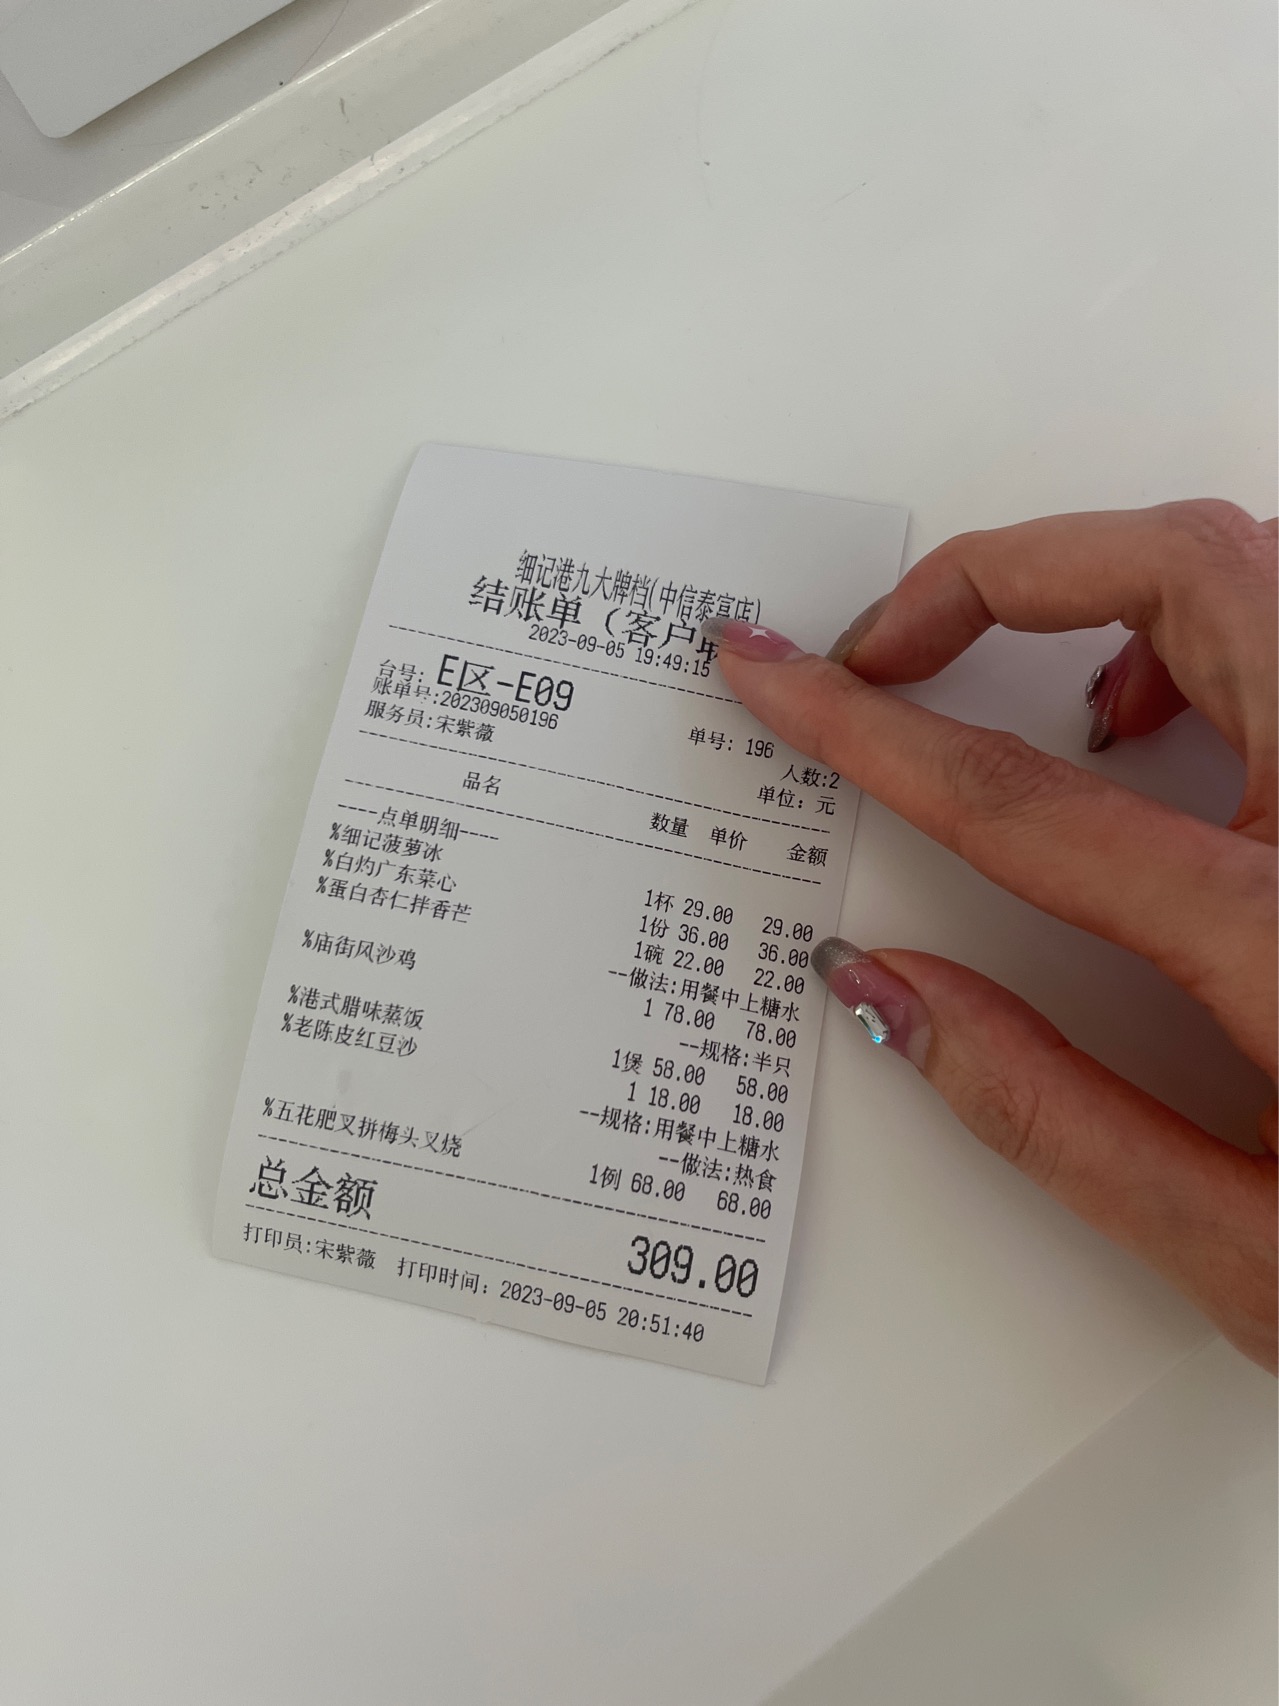 细记港九大牌档(中信泰富店)
结账单（客户
2023-09-05 19:49:15
台号: E区-E09
账单号:202309050196
单号: 196
服务员:宋紫薇
人数:2
单位: 元
品名 数量 单价 金额
----点单明细-----
%细记菠萝冰 1杯 29.00 29.00
%白灼广东菜心 1份 36.00 36.00
%蛋白杏仁拌香芒 1碗 22.00 22.00
--做法:用餐中上糖水
%庙街风沙鸡 1 78.00 78.00
--规格:半只
%港式腊味蒸饭 1煲 58.00 58.00
%老陈皮红豆沙 1 18.00 18.00
--规格:用餐中上糖水
--做法:热食
%五花肥叉拼梅头叉烧 1例 68.00 68.00
总金额 309.00
打印员:宋紫薇 打印时间: 2023-09-05 20:51:40